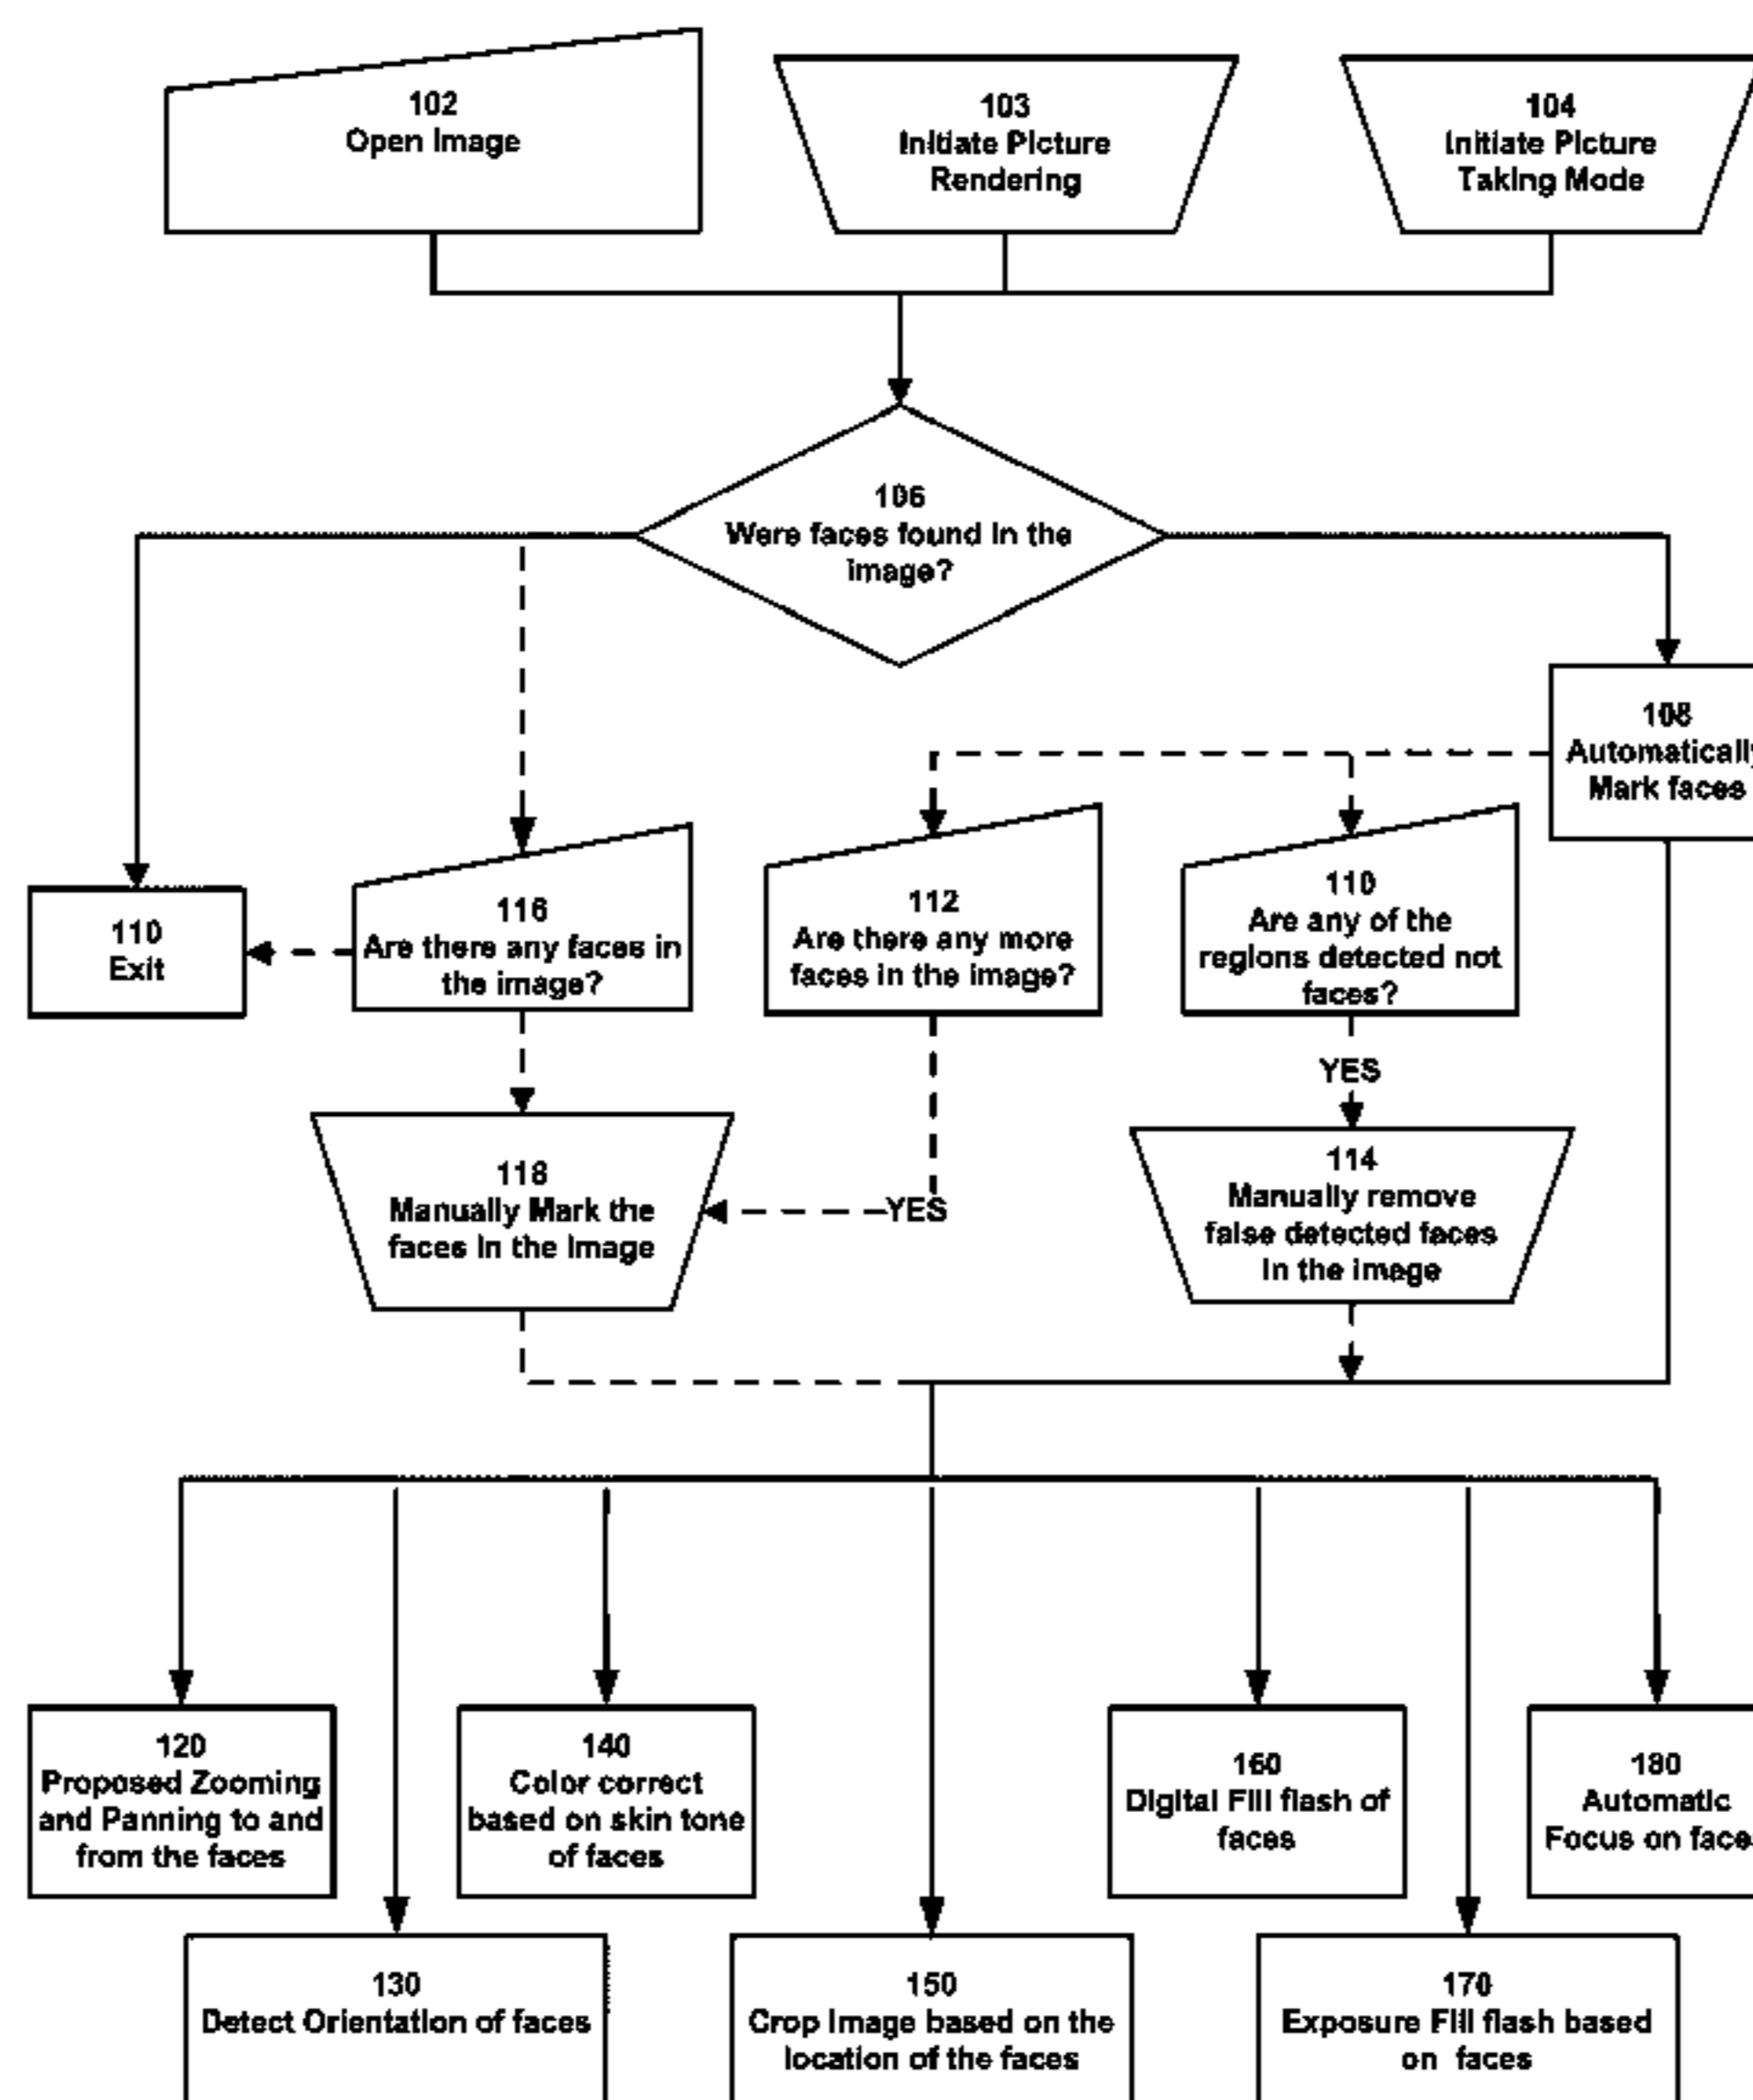 102
Open Image
103
Initiate Picture
Rendering
104
Initiate Picture
Taking Mode
106
Were faces found in the
image?
108
Automatically
Mark faces
110
Exit
116
Are there any faces in
the image?
112
Are there any more
faces in the image?
110
Are any of the
regions detected not
faces?
YES
118
Manually Mark the
faces in the image
YES
114
Manually remove
false detected faces
in the image
120
Proposed Zooming
and Panning to and
from the faces
140
Color correct
based on skin tone
of faces
160
Digital Fill flash of
faces
180
Automatic
Focus on faces
130
Detect Orientation of faces
150
Crop image based on the
location of the faces
170
Exposure Fill flash based
on faces